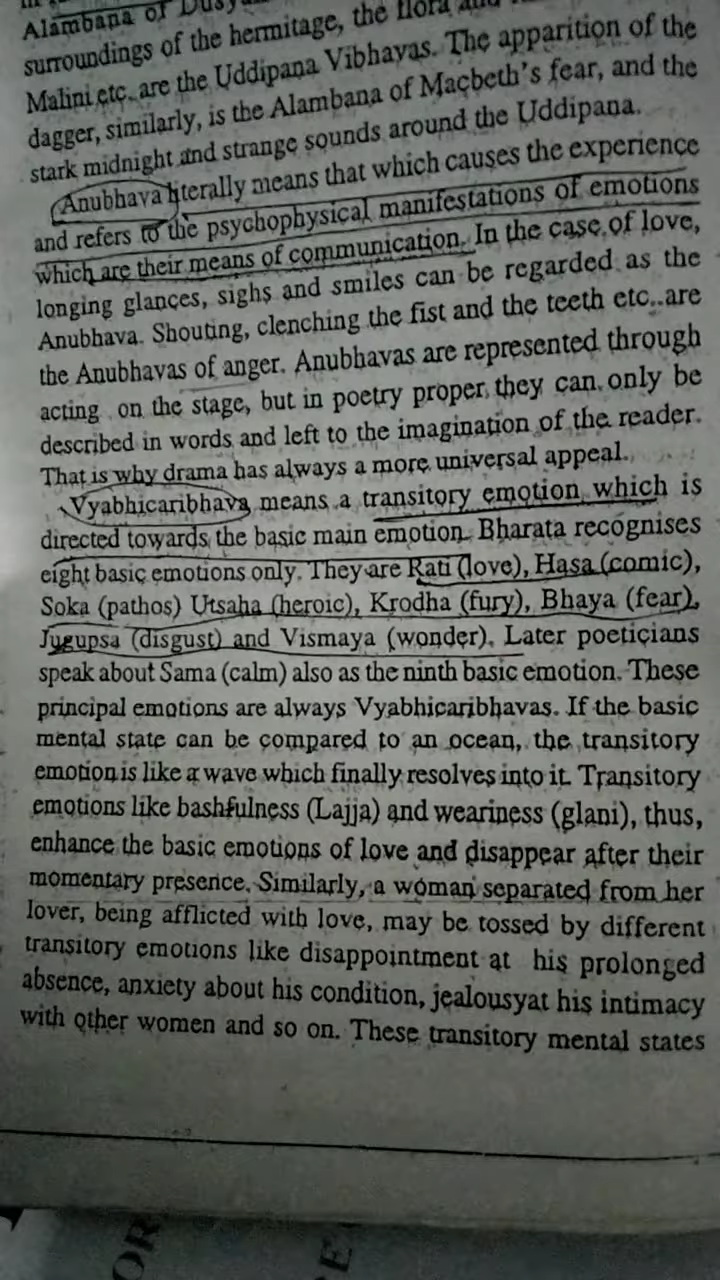 Alambana of
surroundings of the hermitage, the flora and
Malini etc. are the Uddipana Vibhavas. The apparition of the
dagger, similarly, is the Alambana of Macbeth's fear, and the
stark midnight and strange sounds around the Uddipana.
Anubhava literally means that which causes the experience
and refers to the psychophysical manifestations of emotions
which are their means of communication. In the case of love,
longing glances, sighs and smiles can be regarded as the
Anubhava. Shouting, clenching the fist and the teeth etc..are
the Anubhavas of anger. Anubhavas are represented through
acting on the stage, but in poetry proper, they can only be
described in words and left to the imagination of the reader.
That is why drama has always a more universal appeal.
Vyabhicaribhava means a transitory emotion which is
directed towards the basic main emotion. Bharata recognises
eight basic emotions only. They are Rati (love), Hasa (comic),
Soka (pathos) Utsaha (heroic), Krodha (fury), Bhaya (fear),
Jugupsa (disgust) and Vismaya (wonder). Later poeticians
speak about Sama (calm) also as the ninth basic emotion. These
principal emotions are always Vyabhicaribhavas. If the basic
mental state can be compared to an ocean, the transitory
emotion is like a wave which finally resolves into it. Transitory
emotions like bashfulness (Lajja) and weariness (glani), thus,
enhance the basic emotions of love and disappear after their
momentary presence. Similarly, a woman separated from her
lover, being afflicted with love, may be tossed by different
transitory emotions like disappointment at his prolonged
absence, anxiety about his condition, jealousyat his intimacy
with other women and so on. These transitory mental states
OR
E